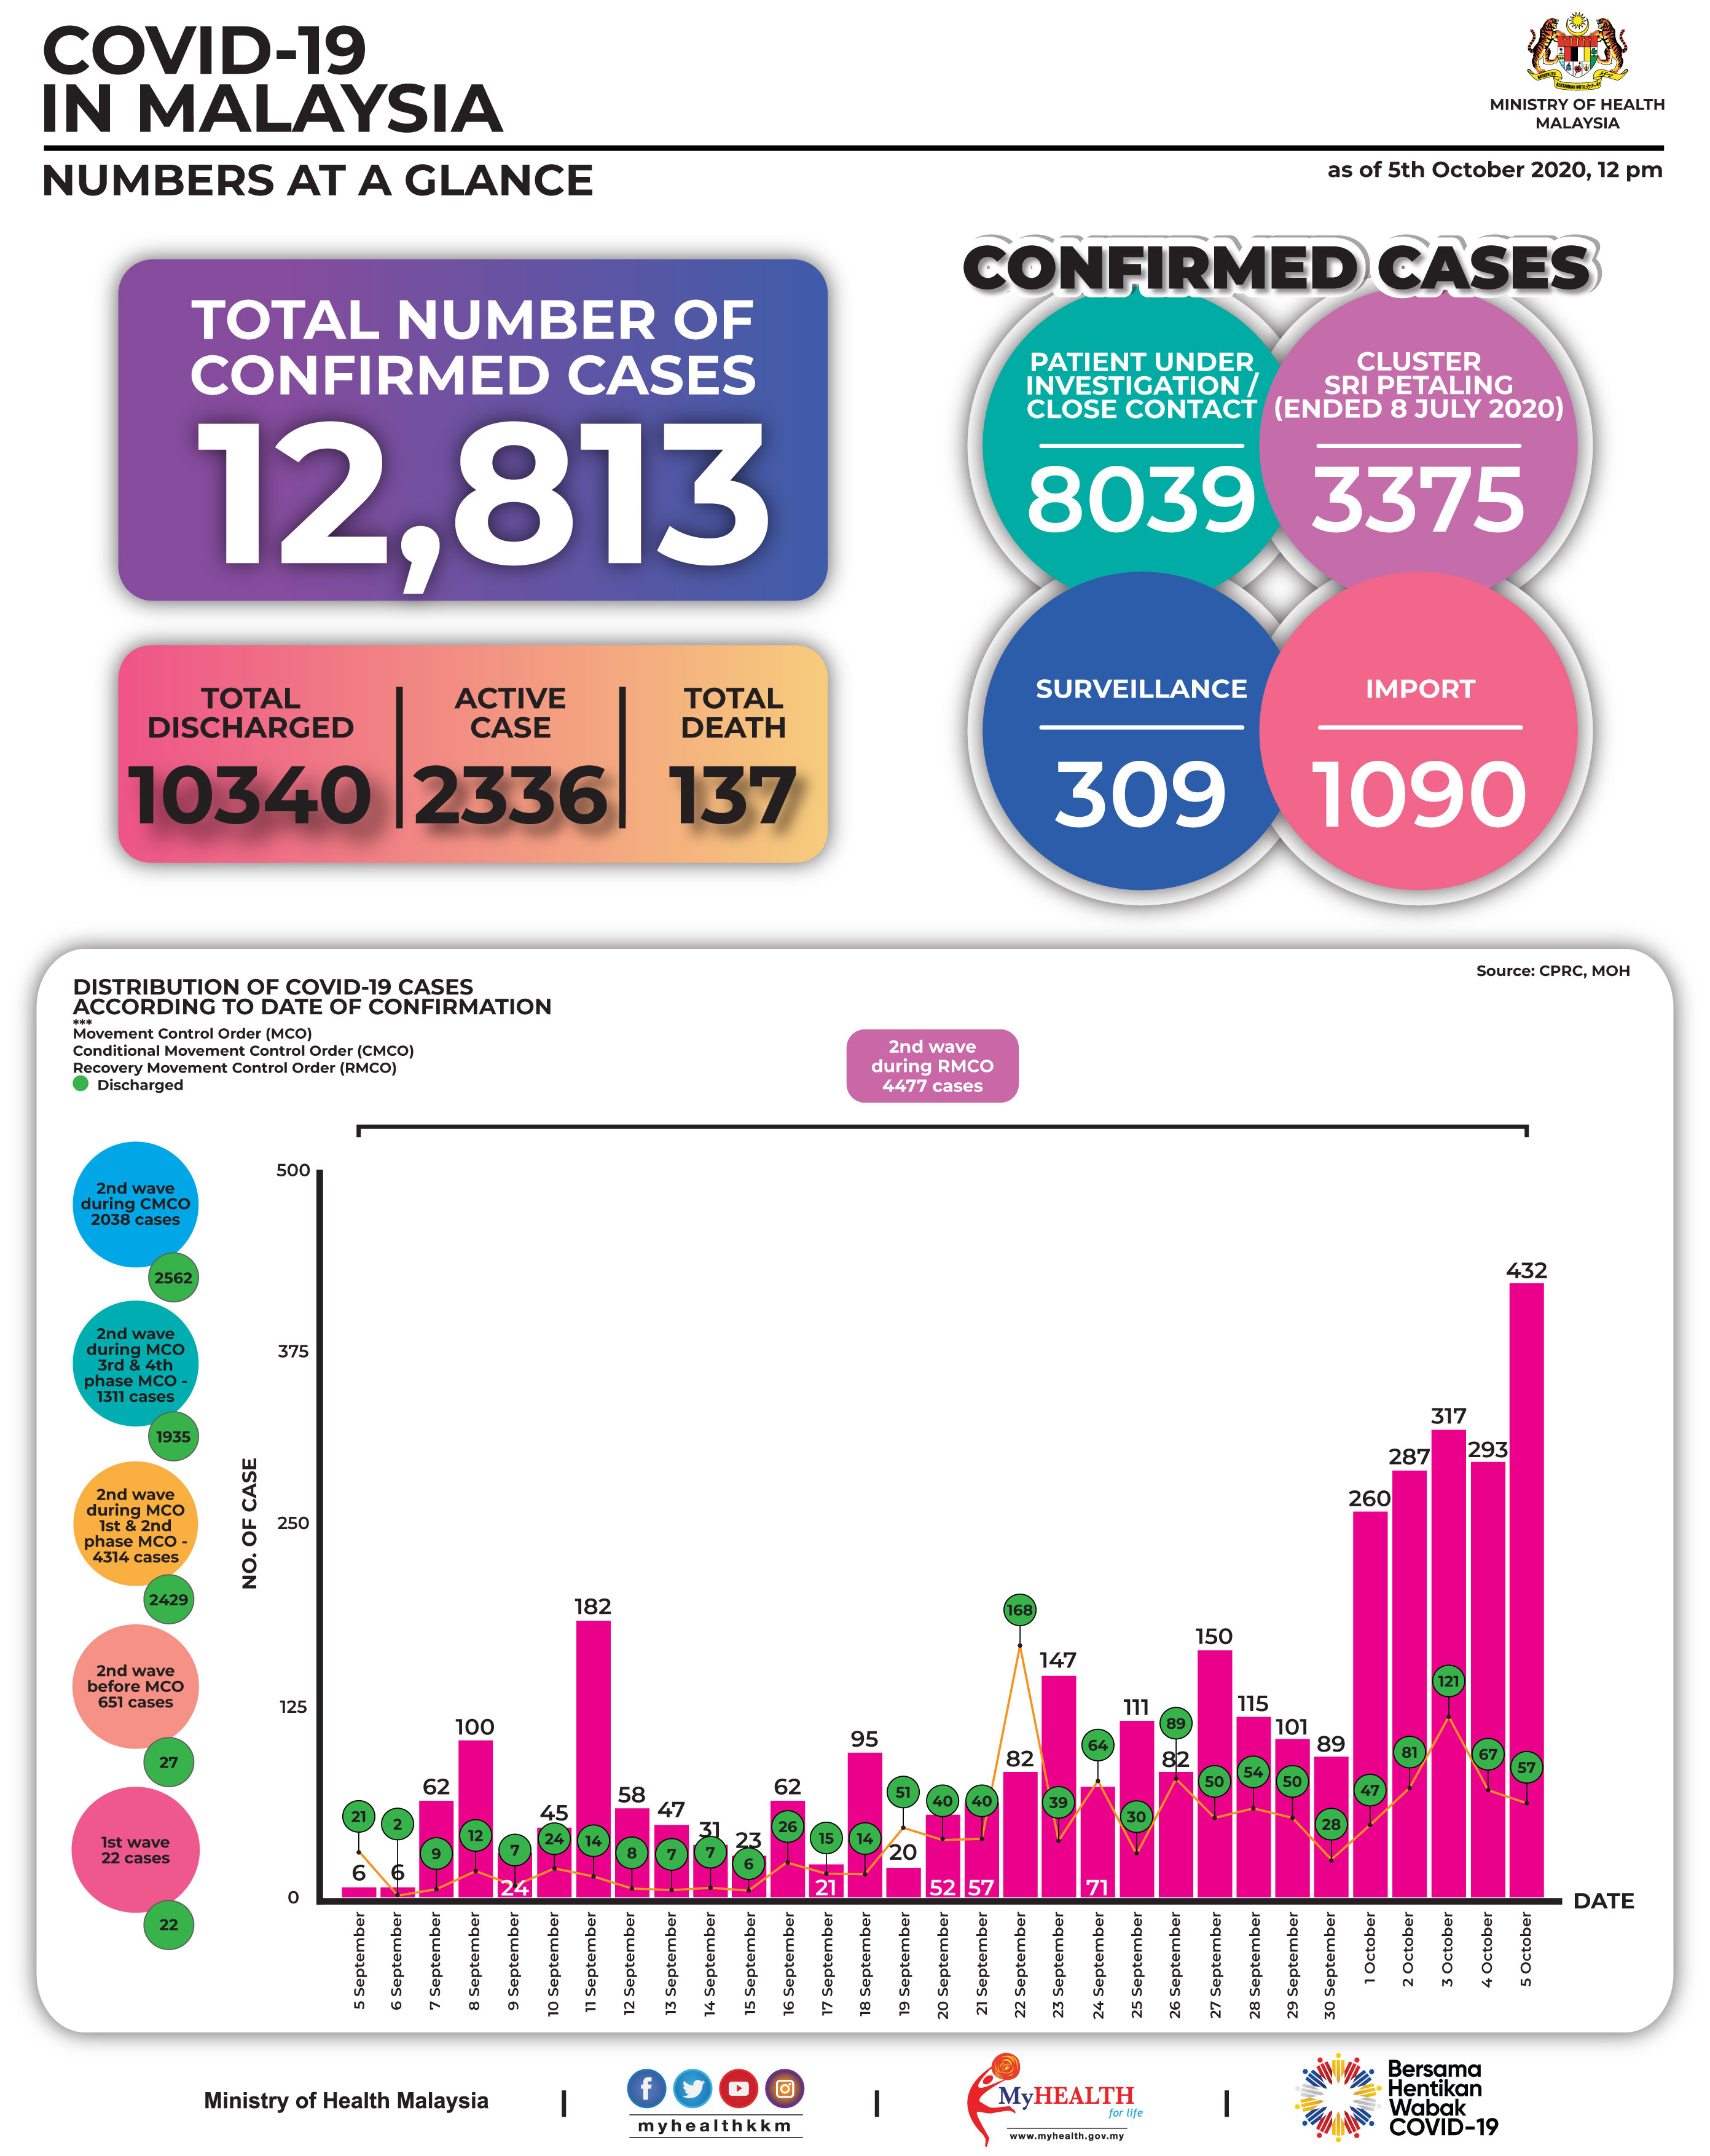 COVID-19
IN MALAYSIA
MINISTRY OF HEALTH
MALAYSIA
NUMBERS AT A GLANCE
as of 5th October 2020, 12 pm
TOTAL NUMBER OF
CONFIRMED CASES
12,813
TOTAL
DISCHARGED
10340
ACTIVE
CASE
2336
TOTAL
DEATH
137
CONFIRMED CASES
PATIENT UNDER
INVESTIGATION /
CLOSE CONTACT
8039
CLUSTER
SRI PETALING
(ENDED 8 JULY 2020)
3375
SURVEILLANCE
309
IMPORT
1090
DISTRIBUTION OF COVID-19 CASES
ACCORDING TO DATE OF CONFIRMATION
***
Movement Control Order (MCO)
Conditional Movement Control Order (CMCO)
Recovery Movement Control Order (RMCO)
Discharged
Source: CPRC, MOH
2nd wave
during RMCO
4477 cases
2nd wave
during CMCO
2038 cases
2562
2nd wave
during MCO
3rd & 4th
phase MCO -
1311 cases
1935
2nd wave
during MCO
1st & 2nd
phase MCO -
4314 cases
2429
2nd wave
before MCO
651 cases
27
1st wave
22 cases
22
NO. OF CASE
500
375
250
125
0
6
6
62
100
24
45
182
58
47
31
23
62
21
95
20
52
57
82
147
71
111
82
150
115
101
89
260
287
317
293
432
21
2
9
12
7
24
14
8
7
7
6
26
15
14
51
40
40
168
39
64
30
89
50
54
50
28
47
81
121
67
57
DATE
5 September
6 September
7 September
8 September
9 September
10 September
11 September
12 September
13 September
14 September
15 September
16 September
17 September
18 September
19 September
20 September
21 September
22 September
23 September
24 September
25 September
26 September
27 September
28 September
29 September
30 September
1 October
2 October
3 October
4 October
5 October
Ministry of Health Malaysia
myhealthkkm
MyHEALTH
for life
www.myhealth.gov.my
Bersama
Hentikan
Wabak
COVID-19